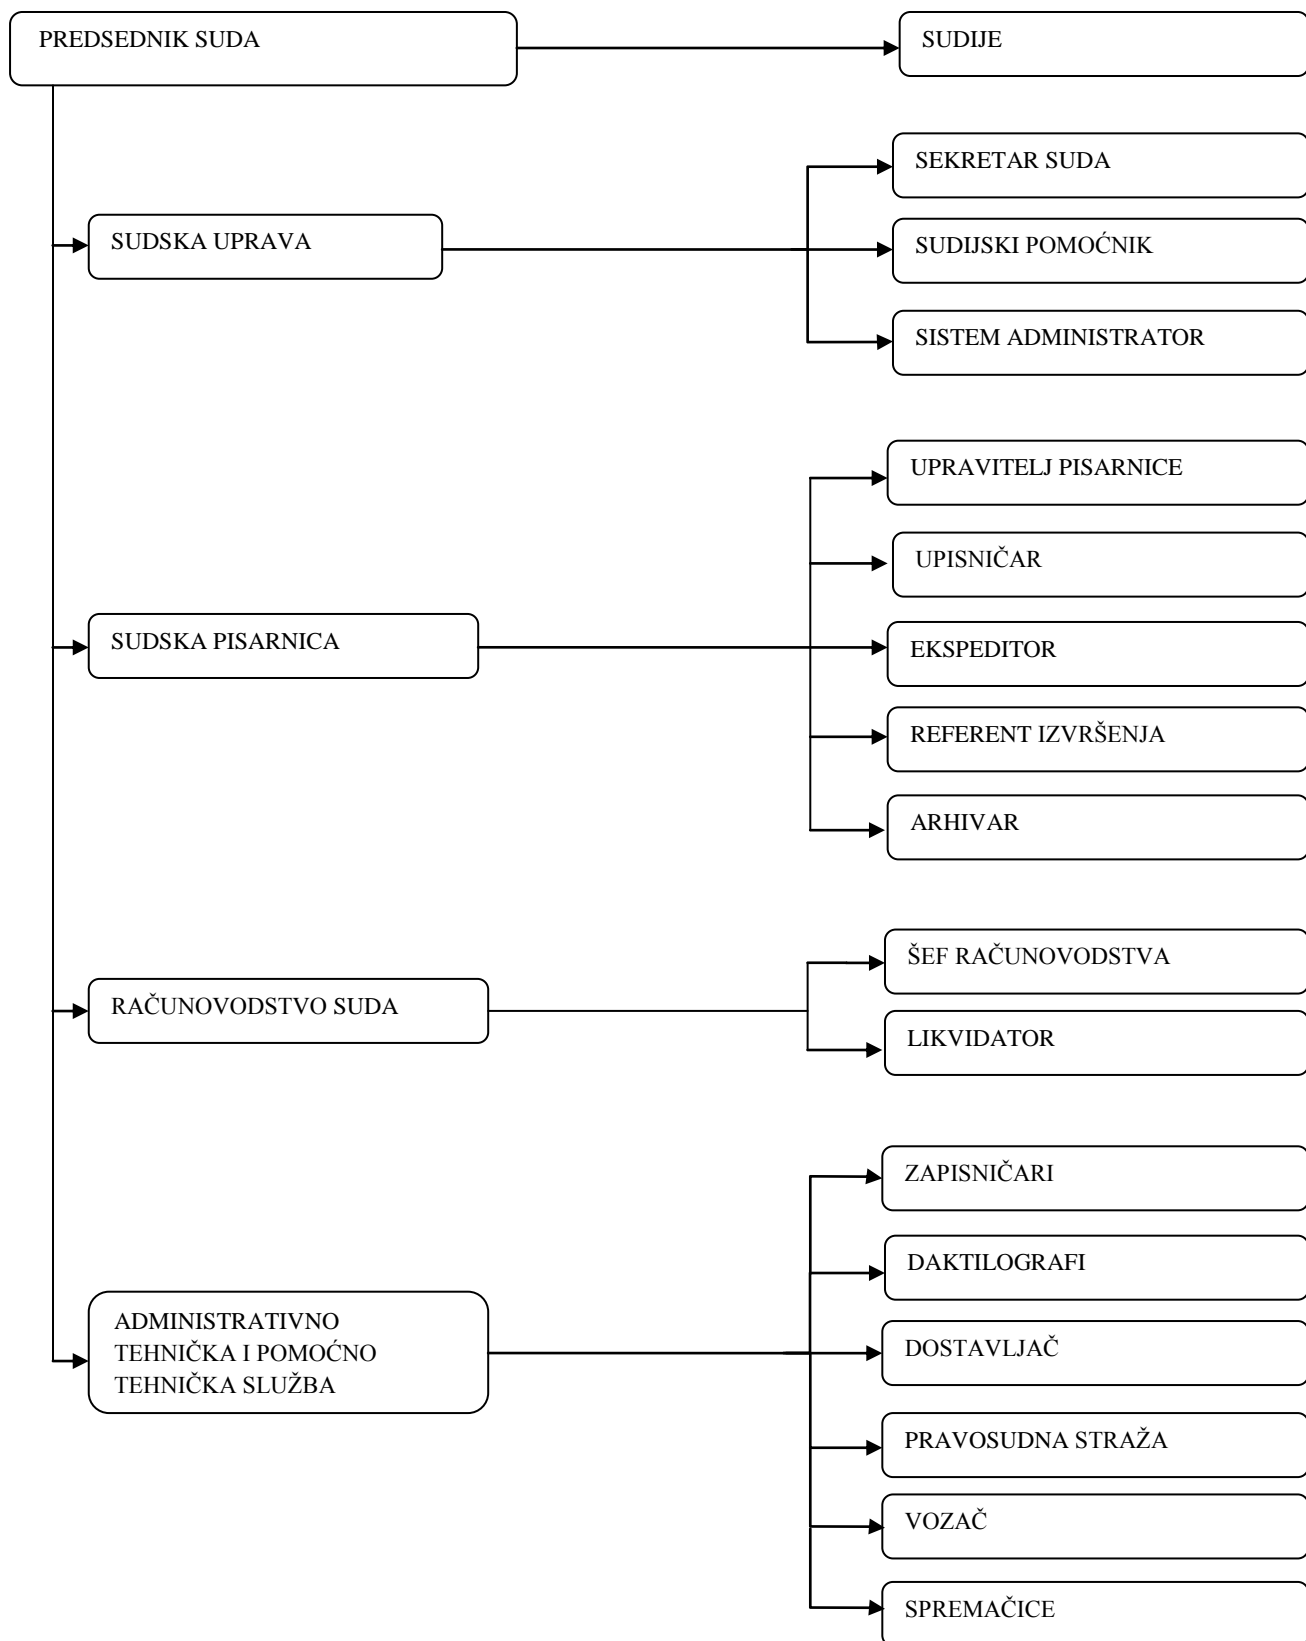 PREDSEDNIK SUDA
SUDIJE
SEKRETAR SUDA
SUDSKA UPRAVA
SUDIJSKI POMOĆNIK
SISTEM ADMINISTRATOR
UPRAVITELJ PISARNICE
UPISNIČAR
SUDSKA PISARNICA
EKSPEDITOR
REFERENT IZVRŠENJA
ARHIVAR
ŠEF RAČUNOVODSTVA
RAČUNOVODSTVO SUDA
LIKVIDATOR
ZAPISNIČARI
DAKTILOGRAFI
ADMINISTRATIVNO
TEHNIČKA I POMOĆNO
TEHNIČKA SLUŽBA
DOSTAVLJAČ
PRAVOSUDNA STRAŽA
VOZAČ
SPREMAČICE